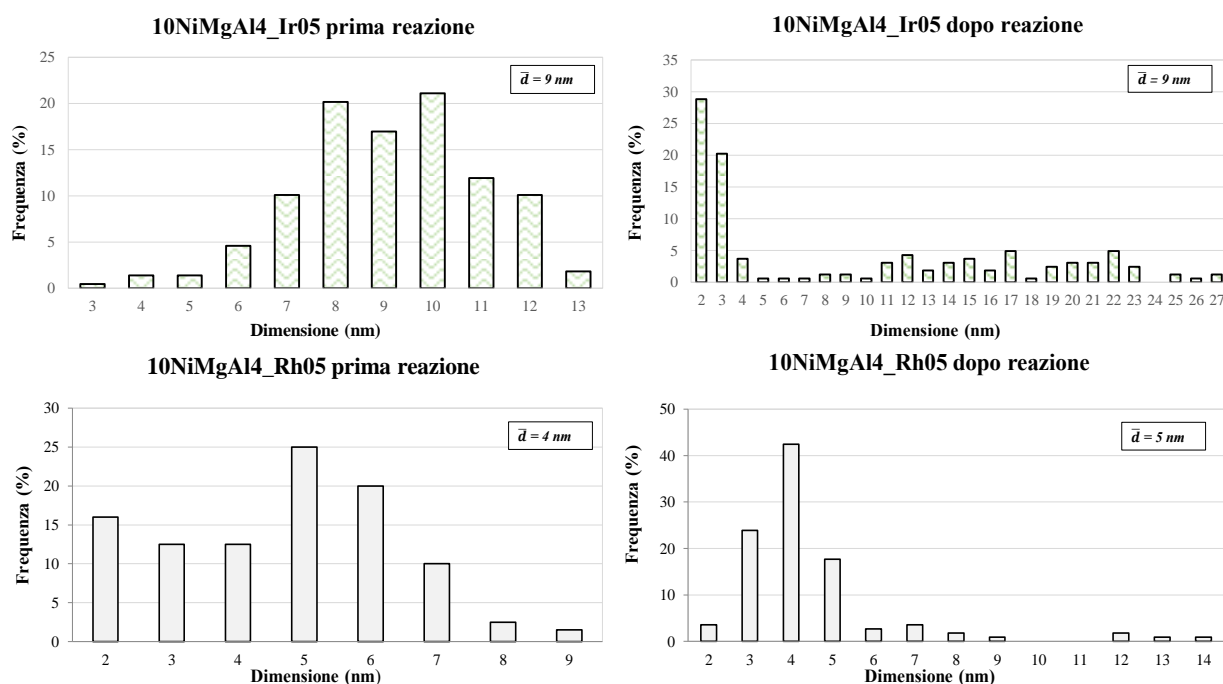 10NiMgAl4_Ir05 prima reazione
25
20
15
10
5
0
Frequenza (%)
d̅ = 9 nm
3 4 5 6 7 8 9 10 11 12 13
Dimensione (nm)
10NiMgAl4_Ir05 dopo reazione
35
30
25
20
15
10
5
0
Frequenza (%)
d̅ = 9 nm
2 3 4 5 6 7 8 9 10 11 12 13 14 15 16 17 18 19 20 21 22 23 24 25 26 27
Dimensione (nm)
10NiMgAl4_Rh05 prima reazione
30
25
20
15
10
5
0
Frequenza (%)
d̅ = 4 nm
2 3 4 5 6 7 8 9
Dimensione (nm)
10NiMgAl4_Rh05 dopo reazione
50
40
30
20
10
0
Frequenza (%)
d̅ = 5 nm
2 3 4 5 6 7 8 9 10 11 12 13 14
Dimensione (nm)